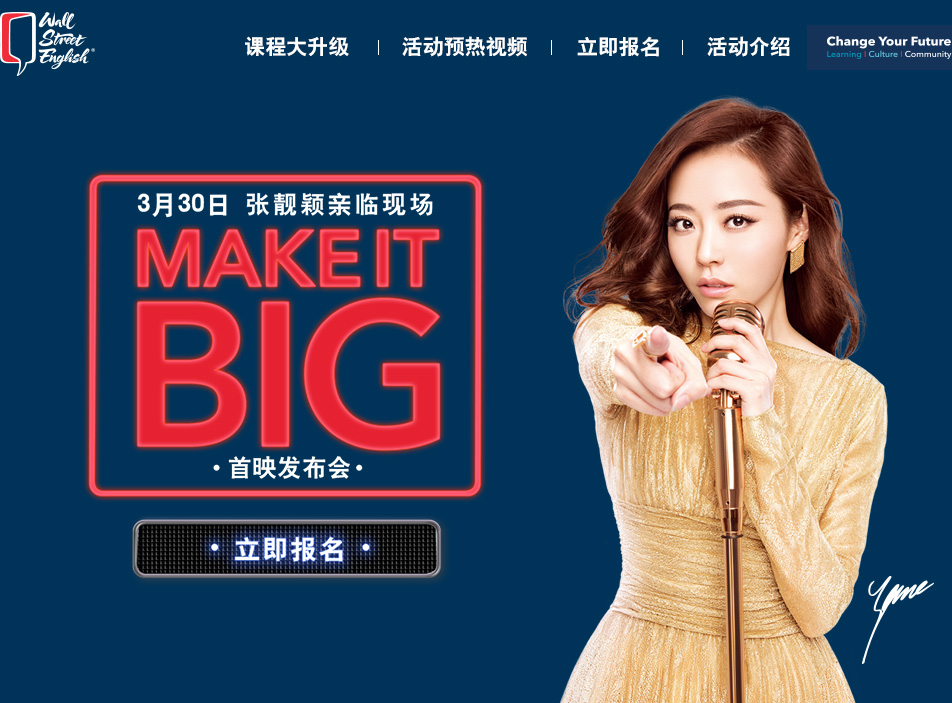 Wall
Street
English®
课程大升级 | 活动预热视频 | 立即报名 | 活动介绍
Change Your Future
Learning | Culture | Community
3月30日 张靓颖亲临现场
MAKE IT
BIG
·首映发布会·
·立即报名·